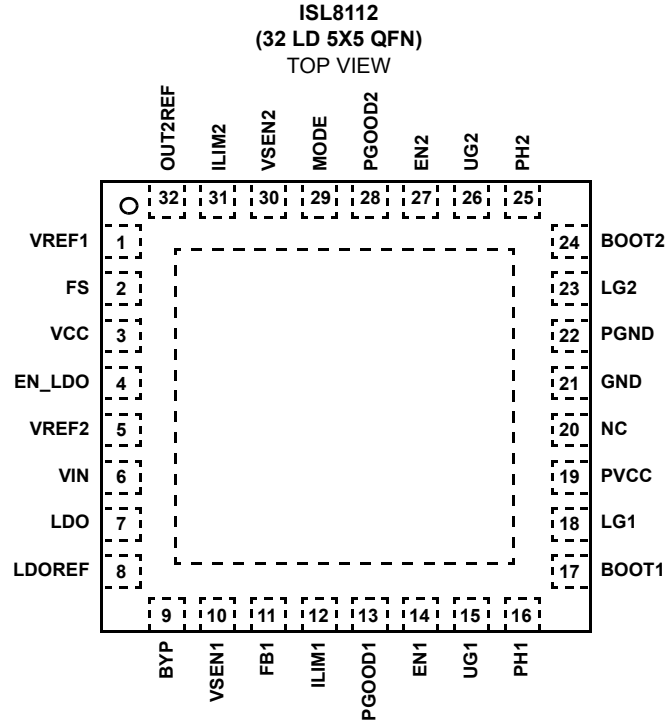 ISL8112
(32 LD 5X5 QFN)
TOP VIEW
OUT2REF
ILIM2
VSEN2
MODE
PGOOD2
EN2
UG2
PH2
32 31 30 29 28 27 26 25
VREF1 1
FS 2
VCC 3
EN_LDO 4
VREF2 5
VIN 6
LDO 7
LDOREF 8
24 BOOT2
23 LG2
22 PGND
21 GND
20 NC
19 PVCC
18 LG1
17 BOOT1
9 10 11 12 13 14 15 16
BYP
VSEN1
FB1
ILIM1
PGOOD1
EN1
UG1
PH1